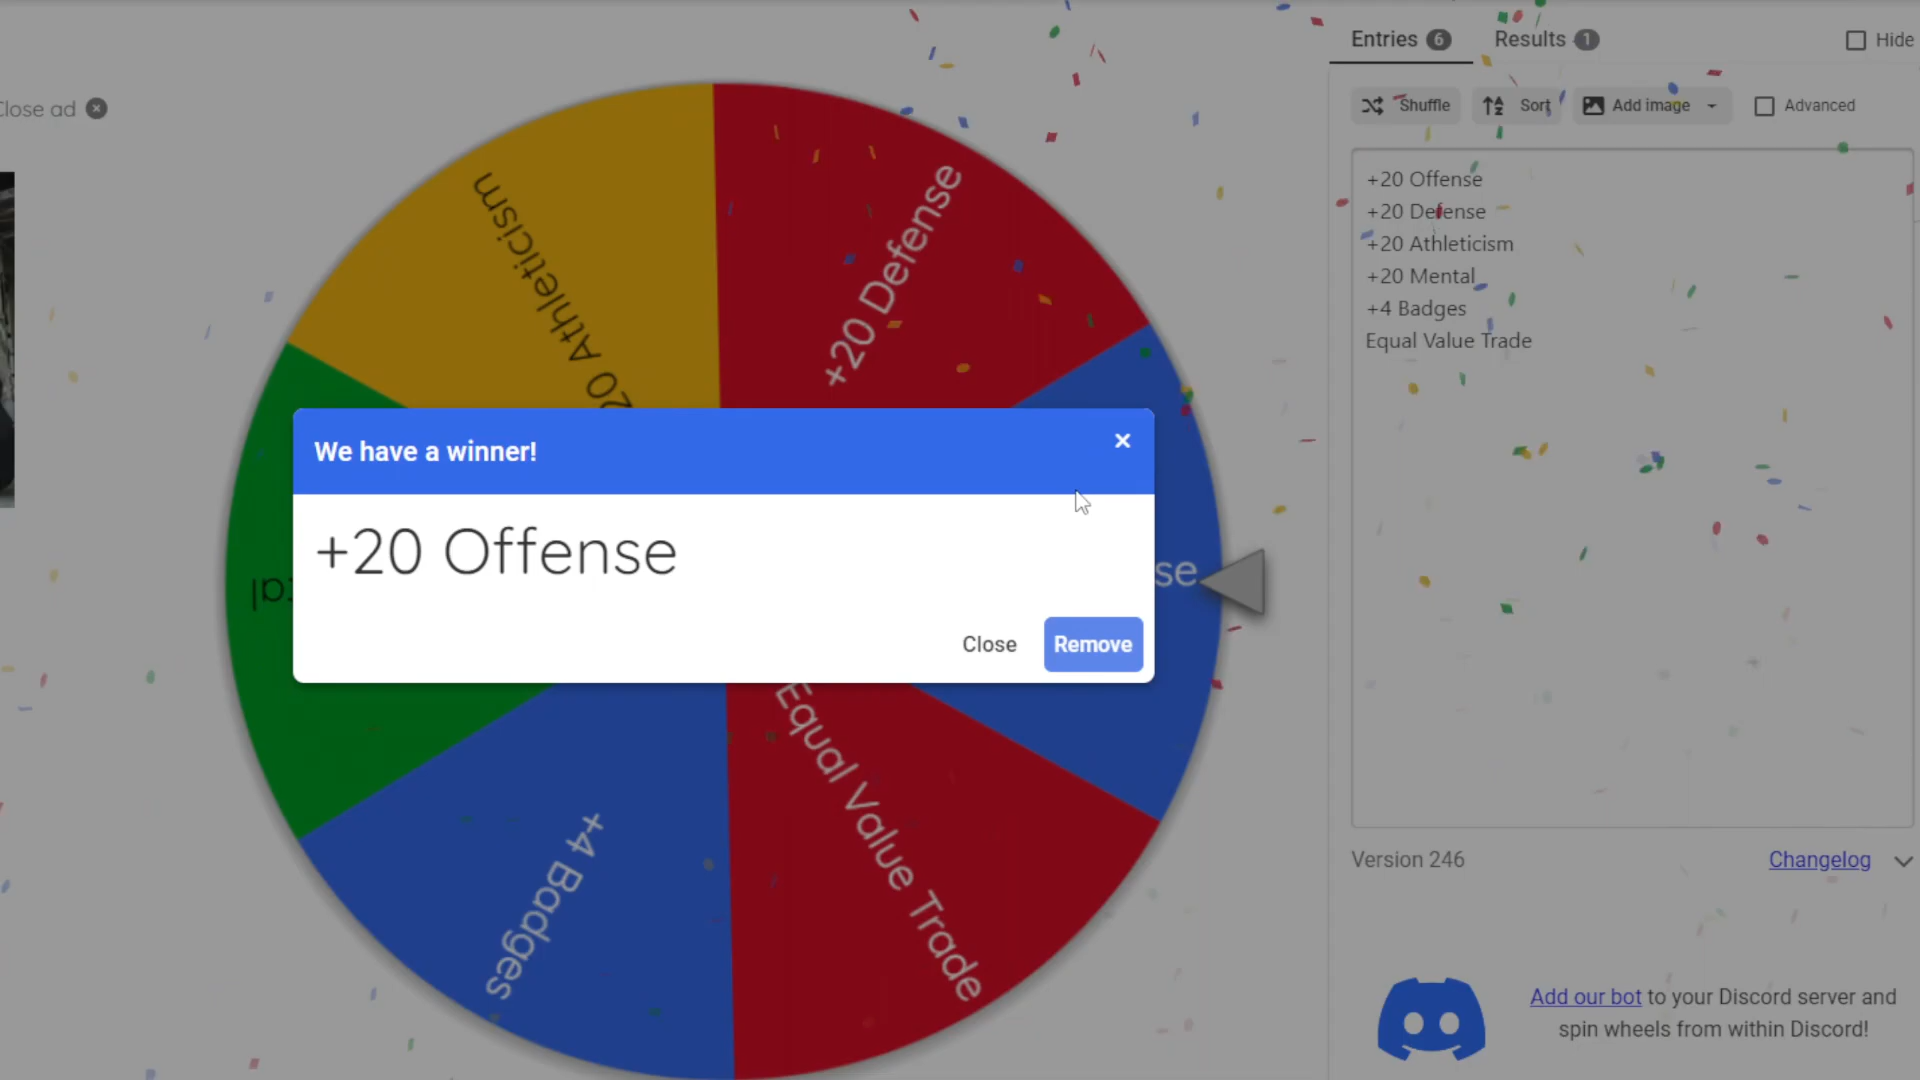 Entries 6
Results 1
Hide
Close ad
Shuffle
Sort
Add image
Advanced
+20 Offense
+20 Defense
+20 Athleticism
+20 Mental
+4 Badges
Equal Value Trade
20 Athleticism
+20 Defense
We have a winner!
+20 Offense
se
tal
Close
Remove
+4 Badges
Equal Value Trade
Version 246
Changelog
Add our bot to your Discord server and
spin wheels from within Discord!